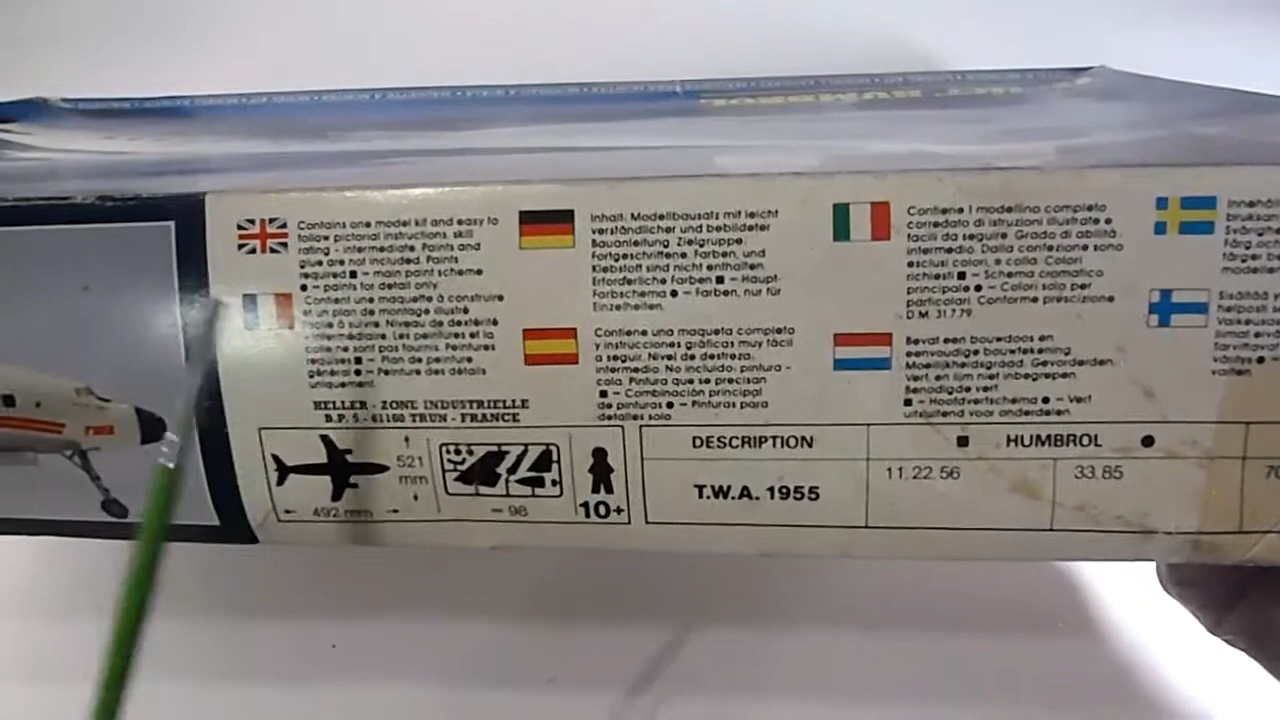 Contains one model kit and easy to
follow pictorial instructions. skill
rating - intermediate. Paints and
glue are not included. Paints
required ■ – main paint scheme
● – paints for detail only
Contient une maquette à construire
et un plan de montage illustré
facile à suivre. Niveau de dextérité
- intermédiaire. Les peintures et la
colle ne sont pas fournis. Peintures
requises ■ – Plan de peinture
général ● – Peinture des détails
uniquement.
HELLER - ZONE INDUSTRIELLE
B.P. 5 - 61160 TRUN - FRANCE
Inhalt: Modellbausatz mit leicht
verständlicher und bebildeter
Bauanleitung. Zielgruppe:
Fortgeschrittene. Farben, und
Klebstoff sind nicht enthalten.
Erforderliche Farben ■ – Haupt-
Farbschema ● – Farben, nur für
Einzelheiten.
Contiene una maqueta completo
y instrucciones gráficas muy fácil
a seguir. Nivel de destreza:
intermedio. No incluido: pintura -
cola. Pintura que se precisan
■ – Combinación principal
de pinturas ● – Pinturas para
detalles solo
Contiene 1 modellino completo
corredato di istruzioni illustrate e
facili da seguire. Grado di abilità:
intermedio. Dalla confezione sono
esclusi colori, e colla. Colori
richiesti ■ – Schema cromatico
principale ● – Colori solo per
particolari. Conforme prescizione
D.M. 31.7.79.
Bevat een bouwdoos en
eenvoudige bouwtekening.
Moeilijkheidsgraad: Gevorderden.
Verf, en lijm niet inbegrepen.
Benodigde verf
■ – Hoofdverfschema ● – Verf
uitsluitend voor onderdelen.
521
mm
492 mm
– 98
10+
DESCRIPTION
■ HUMBROL ●
T.W.A. 1955
11.22.56
33.85